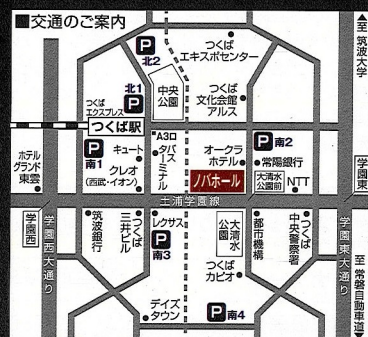 ■交通のご案内
▲至 筑波大学
P
北2
つくば
エキスポセンター
北1
P
つくば
エクスプレス
中央
公園
つくば
文化会館
アルス
つくば駅
A3口
バスターミナル
P
南1
キュート
クレオ
(西武・イオン)
オークラ
ホテル
P
南2
常陽銀行
ノバホール
大清水
公園前
NTT
ホテル
グランド
東雲
学園東
土浦学園線
学園西
学園西大通り
筑波銀行
つくば
三井ビル
レクサス
P
南3
大清水
公園
つくば
カピオ
都市機構
つくば
中央警察署
学園東大通り
デイズ
タウン
P
南4
至 常磐自動車道▼